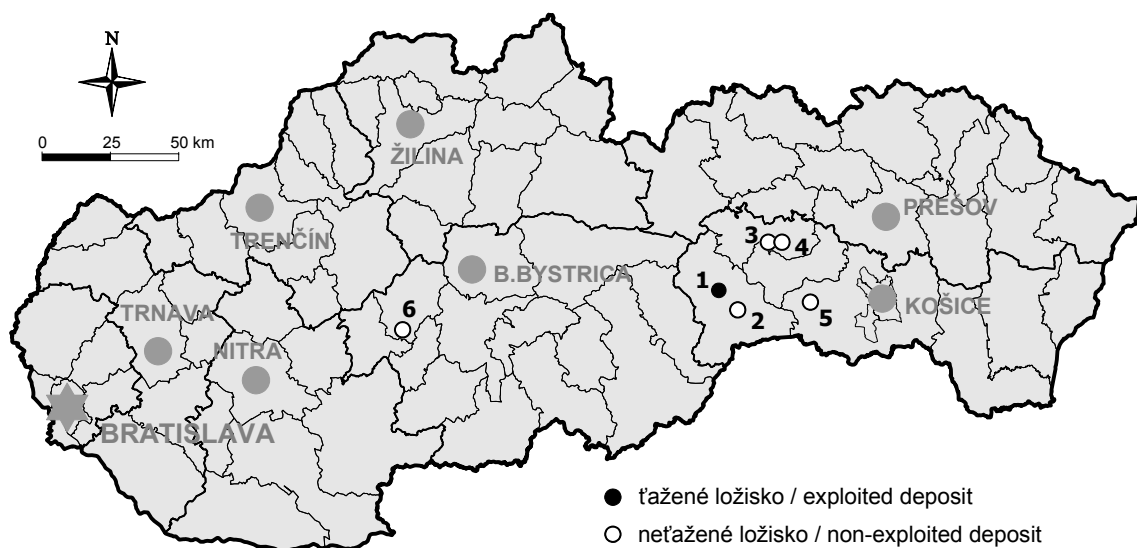 N
0 25 50 km
ŽILINA
TRENČÍN
PREŠOV
B.BYSTRICA
KOŠICE
TRNAVA
NITRA
BRATISLAVA
1
2
3
4
5
6
ťažené ložisko / exploited deposit
neťažené ložisko / non-exploited deposit